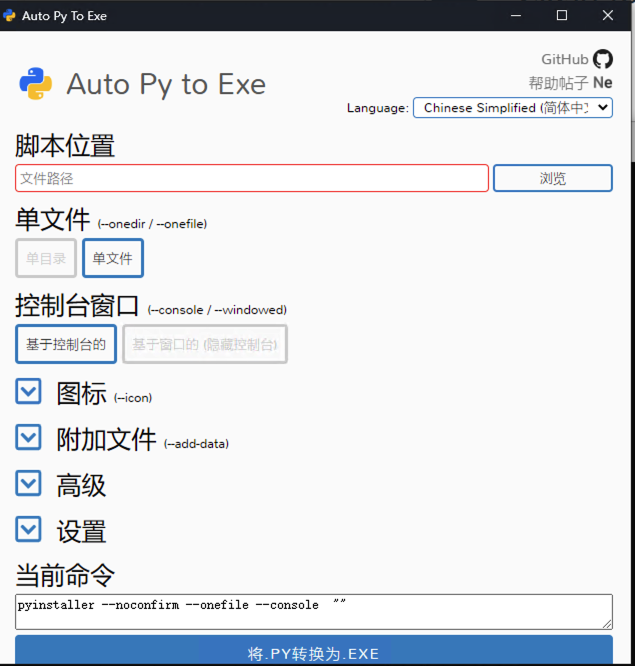 Auto Py To Exe
GitHub
Auto Py to Exe
帮助帖子 Ne
Language: Chinese Simplified (简体中
脚本位置
文件路径 浏览
单文件 (--onedir / --onefile)
单目录 单文件
控制台窗口 (--console / --windowed)
基于控制台的 基于窗口的 (隐藏控制台)
图标 (--icon)
附加文件 (--add-data)
高级
设置
当前命令
pyinstaller --noconfirm --onefile --console  ""
将.PY转换为.EXE